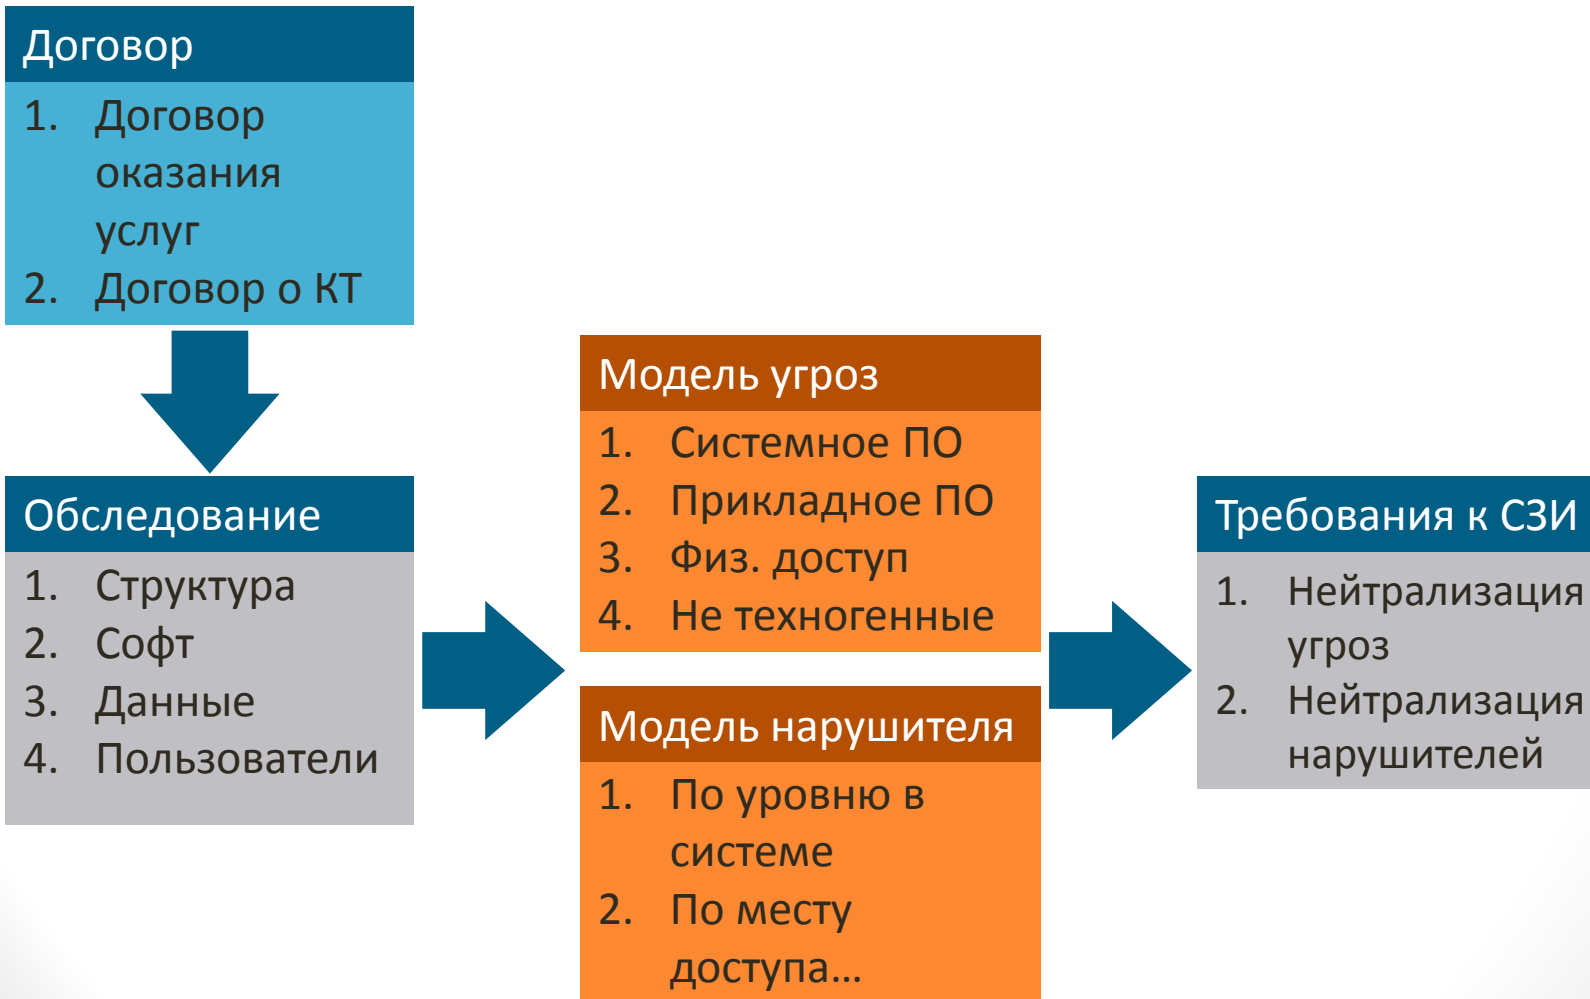 Договор
1. Договор
оказания
услуг
2. Договор о КТ
Обследование
1. Структура
2. Софт
3. Данные
4. Пользователи
Модель угроз
1. Системное ПО
2. Прикладное ПО
3. Физ. доступ
4. Не техногенные
Модель нарушителя
1. По уровню в
системе
2. По месту
доступа...
Требования к СЗИ
1. Нейтрализация
угроз
2. Нейтрализация
нарушителей